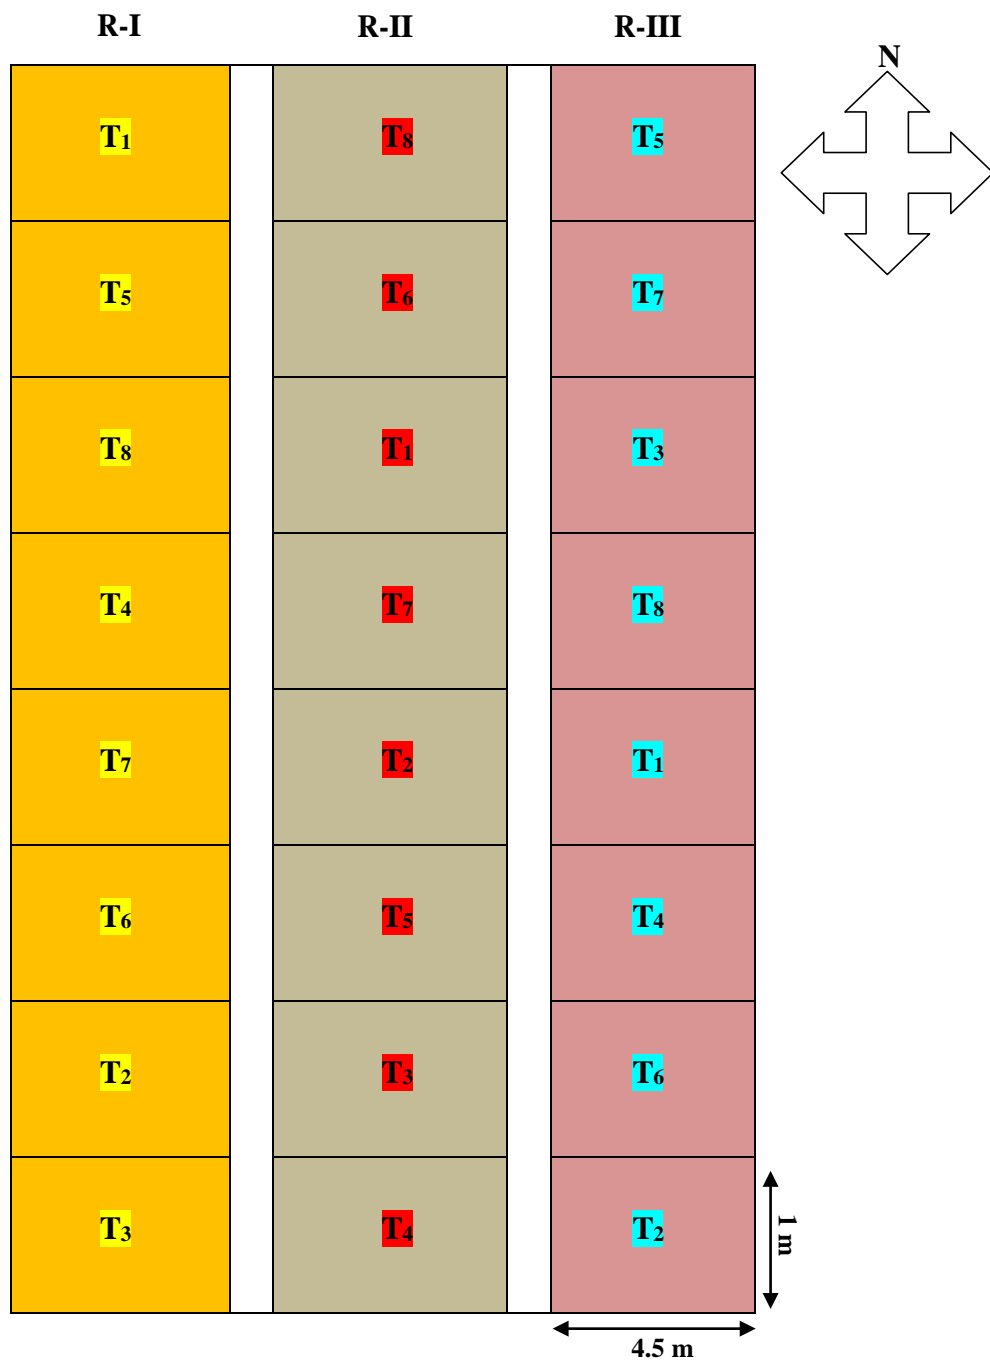 R-I R-II R-III
N
T₁ T₈ T₅
T₅ T₆ T₇
T₈ T₁ T₃
T₄ T₇ T₈
T₇ T₂ T₁
T₆ T₅ T₄
T₂ T₃ T₆
T₃ T₄ T₂
1 m
4.5 m